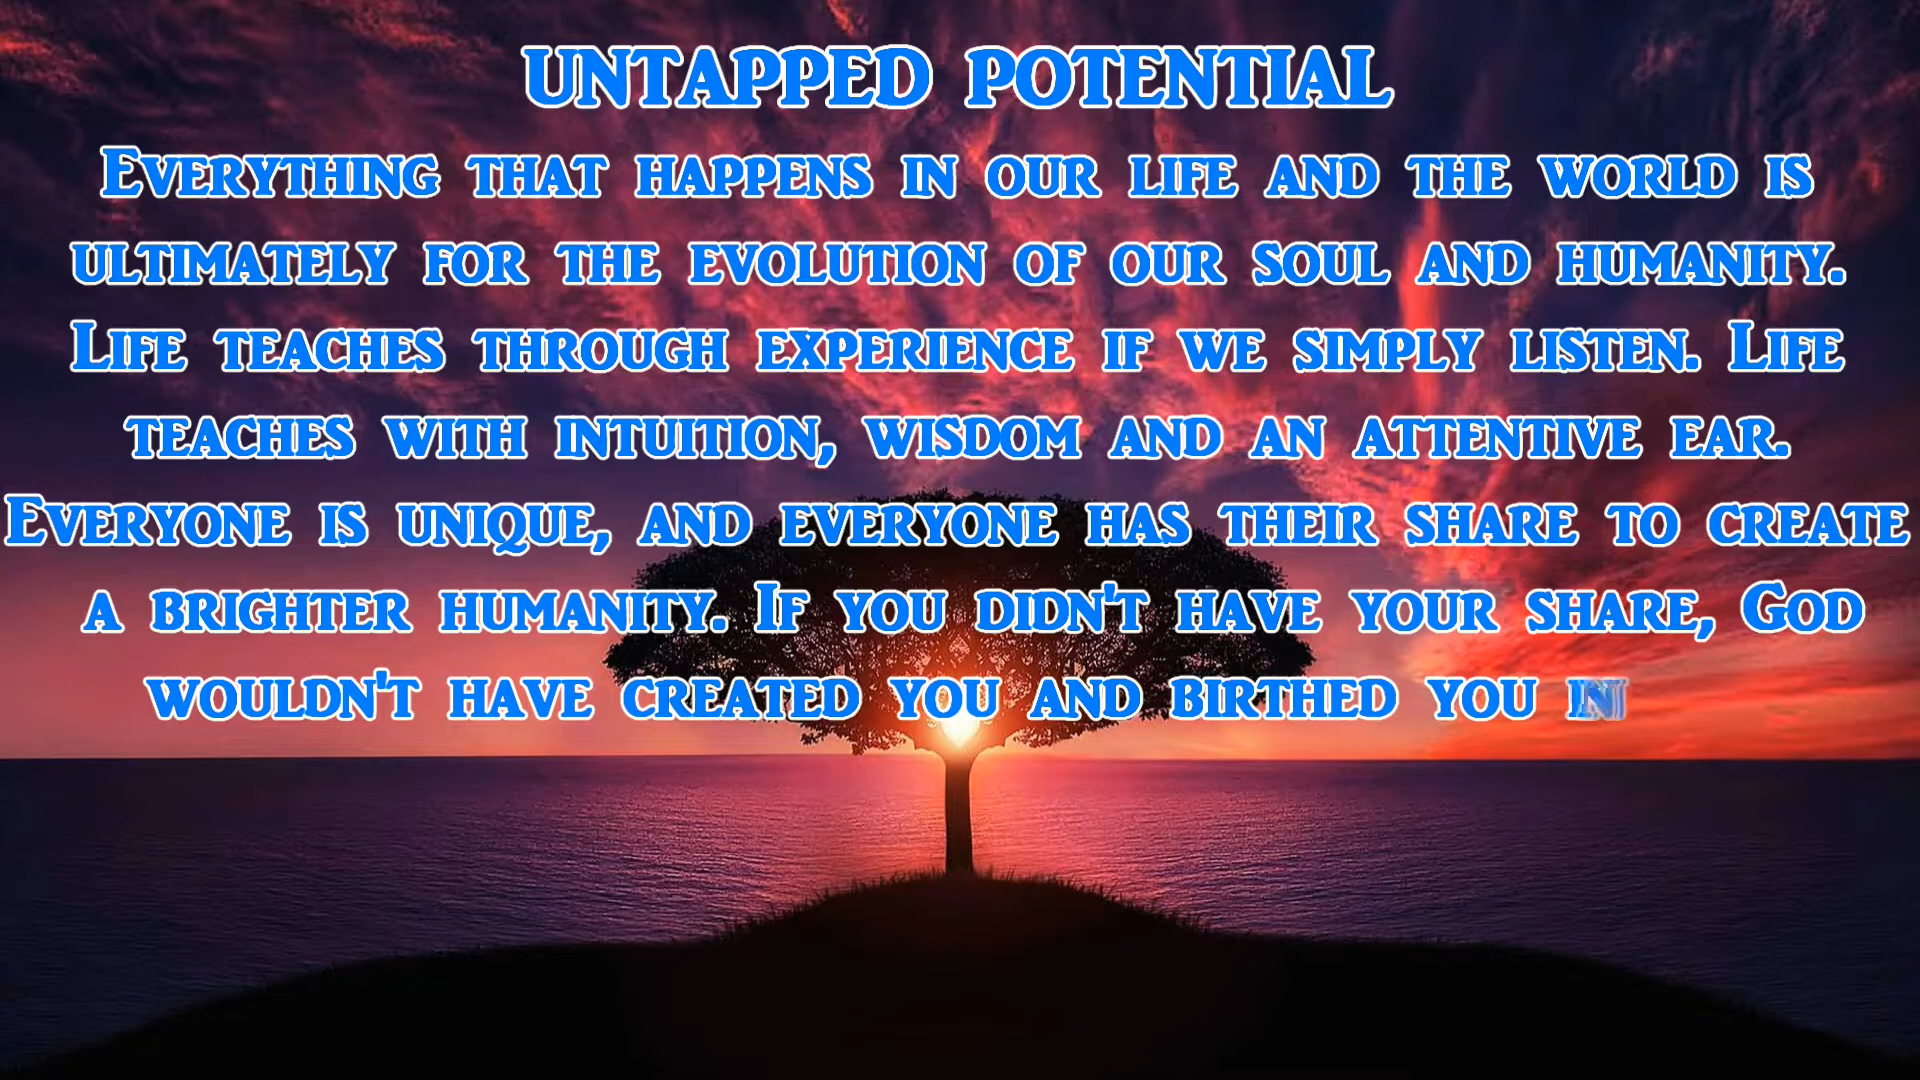 UNTAPPED POTENTIAL
EVERYTHING THAT HAPPENS IN OUR LIFE AND THE WORLD IS
ULTIMATELY FOR THE EVOLUTION OF OUR SOUL AND HUMANITY.
LIFE TEACHES THROUGH EXPERIENCE IF WE SIMPLY LISTEN. LIFE
TEACHES WITH INTUITION, WISDOM AND AN ATTENTIVE EAR.
EVERYONE IS UNIQUE, AND EVERYONE HAS THEIR SHARE TO CREATE
A BRIGHTER HUMANITY. IF YOU DIDN'T HAVE YOUR SHARE, GOD
WOULDN'T HAVE CREATED YOU AND BIRTHED YOU IN